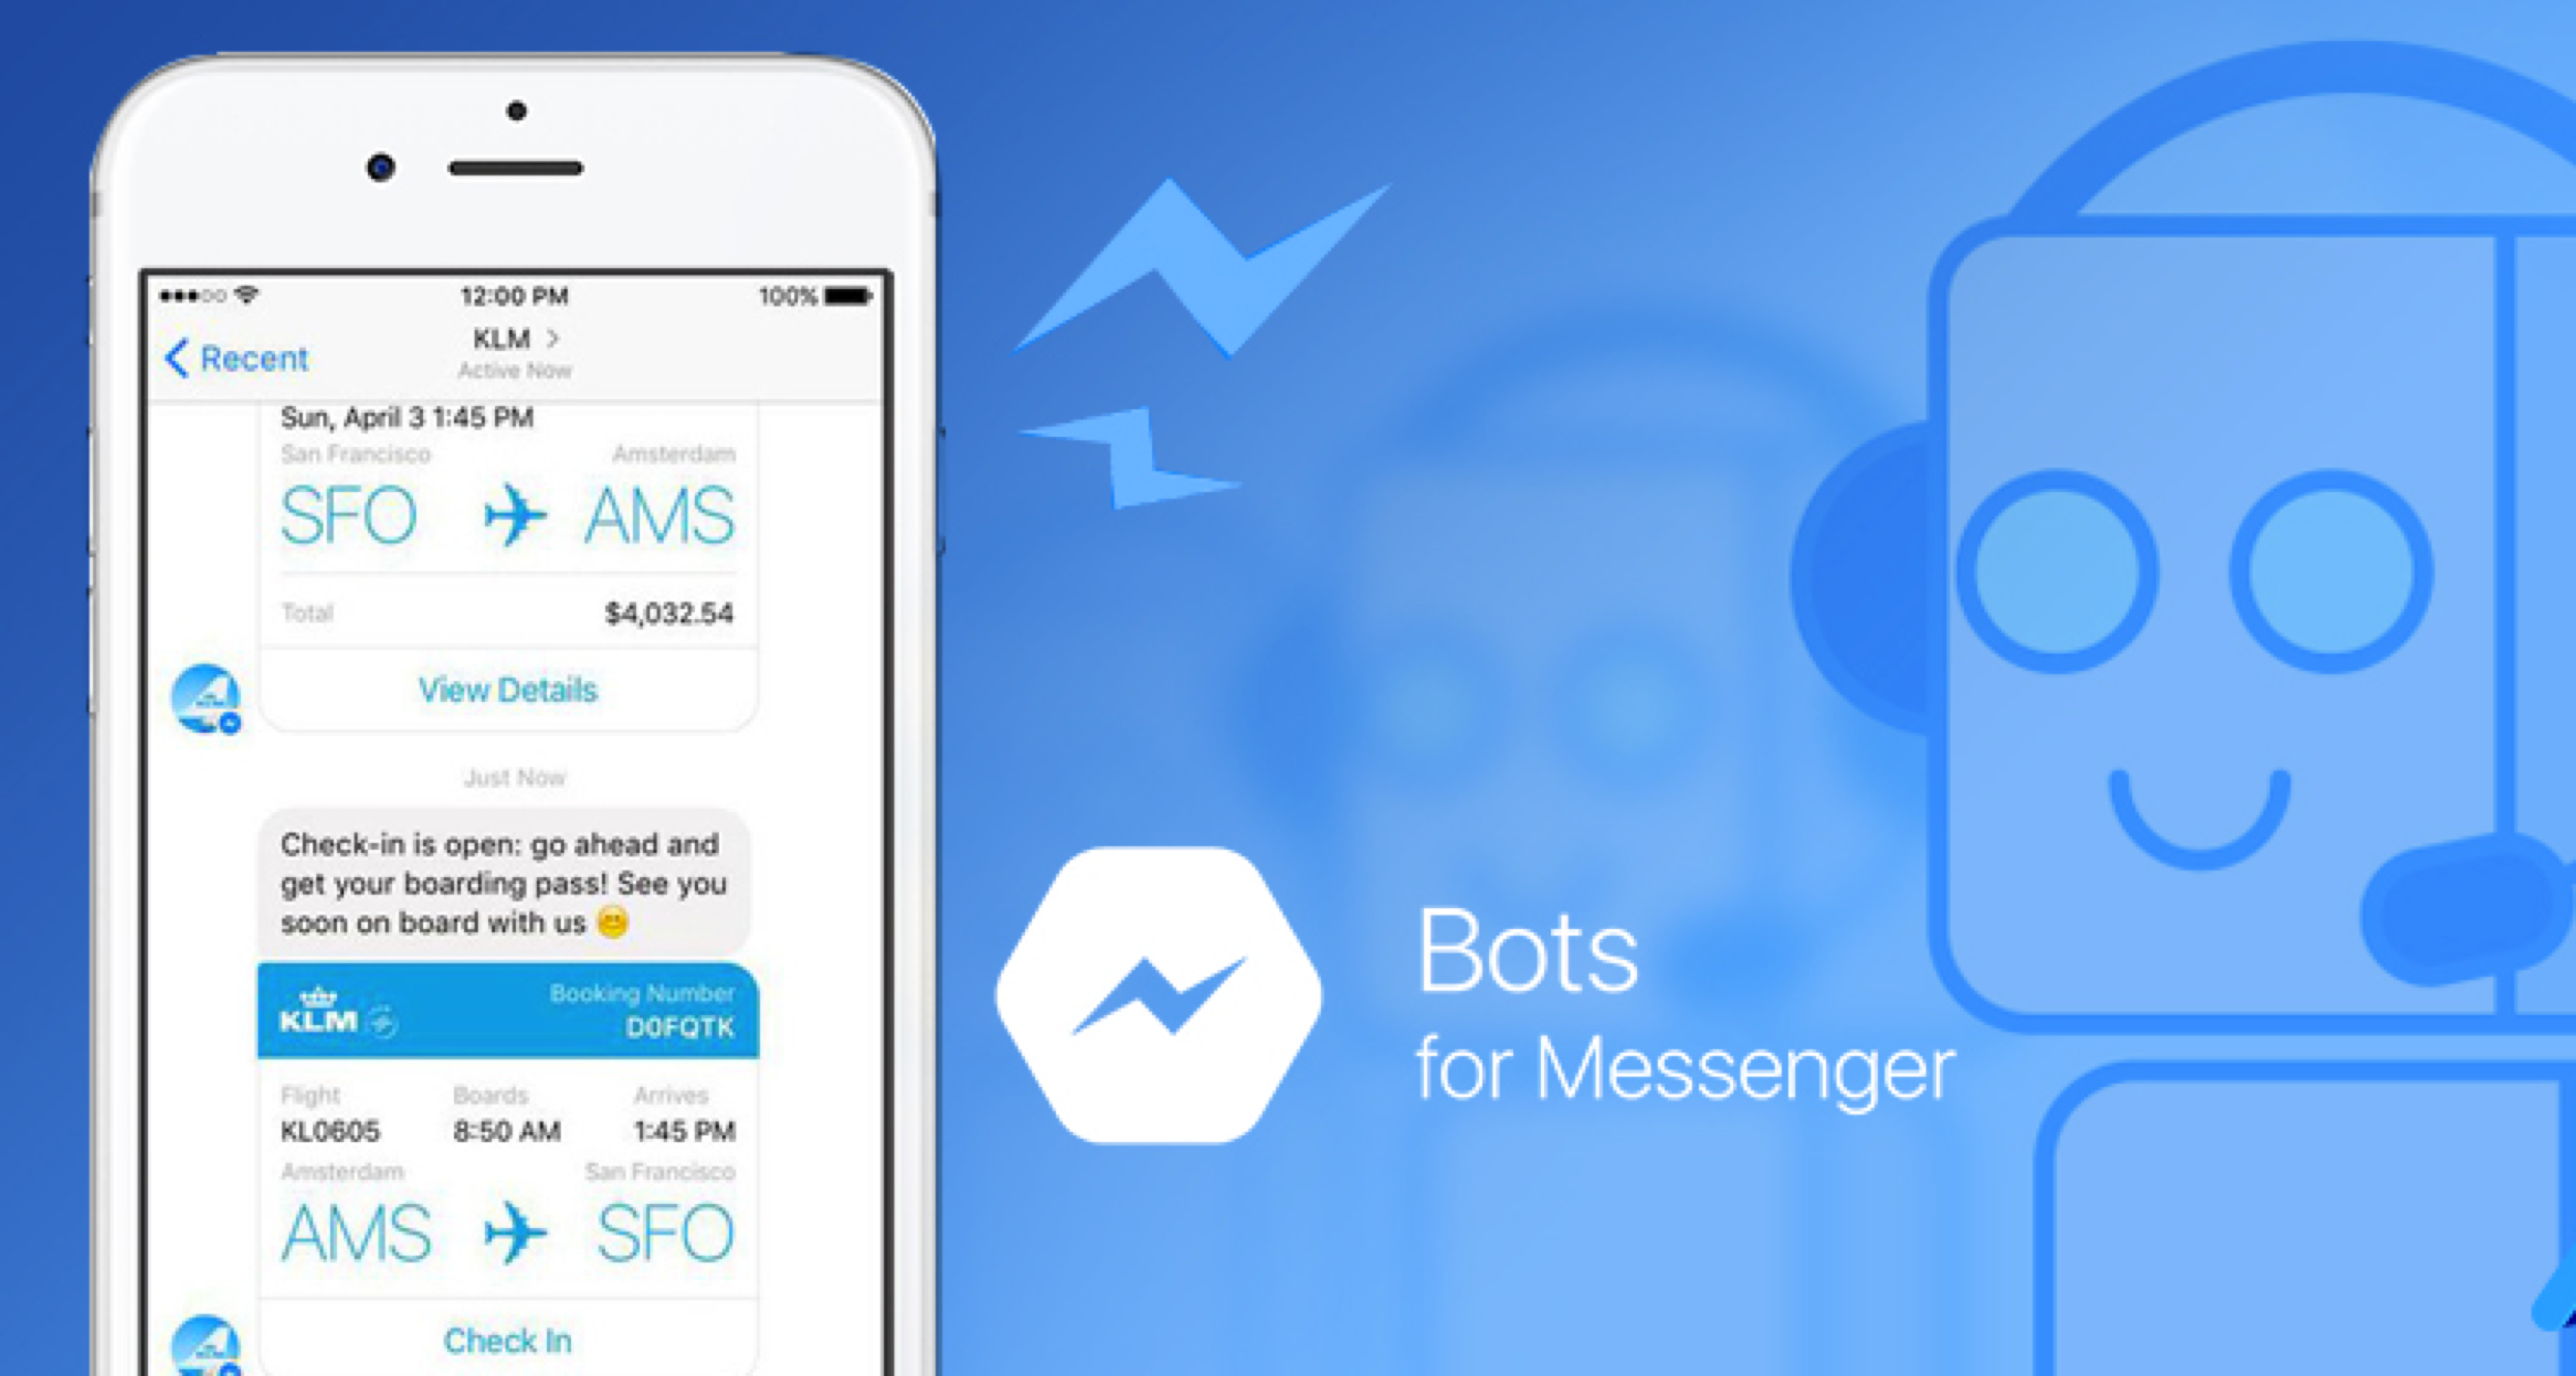 12:00 PM
100%
Recent
KLM >
Active Now
Sun, April 3 1:45 PM
San Francisco Amsterdam
SFO AMS
Total $4,032.54
View Details
Just Now
Check-in is open: go ahead and
get your boarding pass! See you
soon on board with us 😊
KLM
Booking Number
D0FQTK
Flight Boards Arrives
KL0605 8:50 AM 1:45 PM
Amsterdam San Francisco
AMS SFO
Check In
Bots
for Messenger